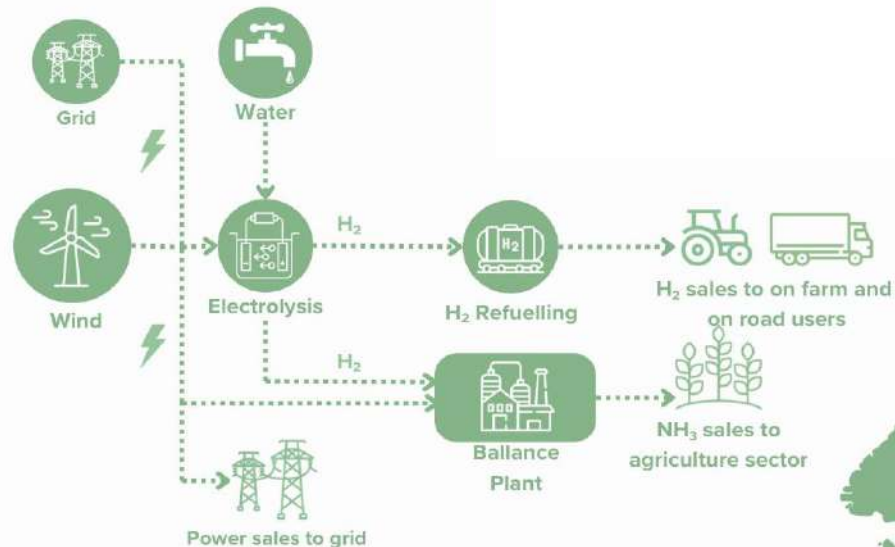 Grid
Water
Wind
H₂
Electrolysis
H₂
H₂ Refuelling
H₂ sales to on farm and
on road users
H₂
Ballance
Plant
NH₃ sales to
agriculture sector
Power sales to grid